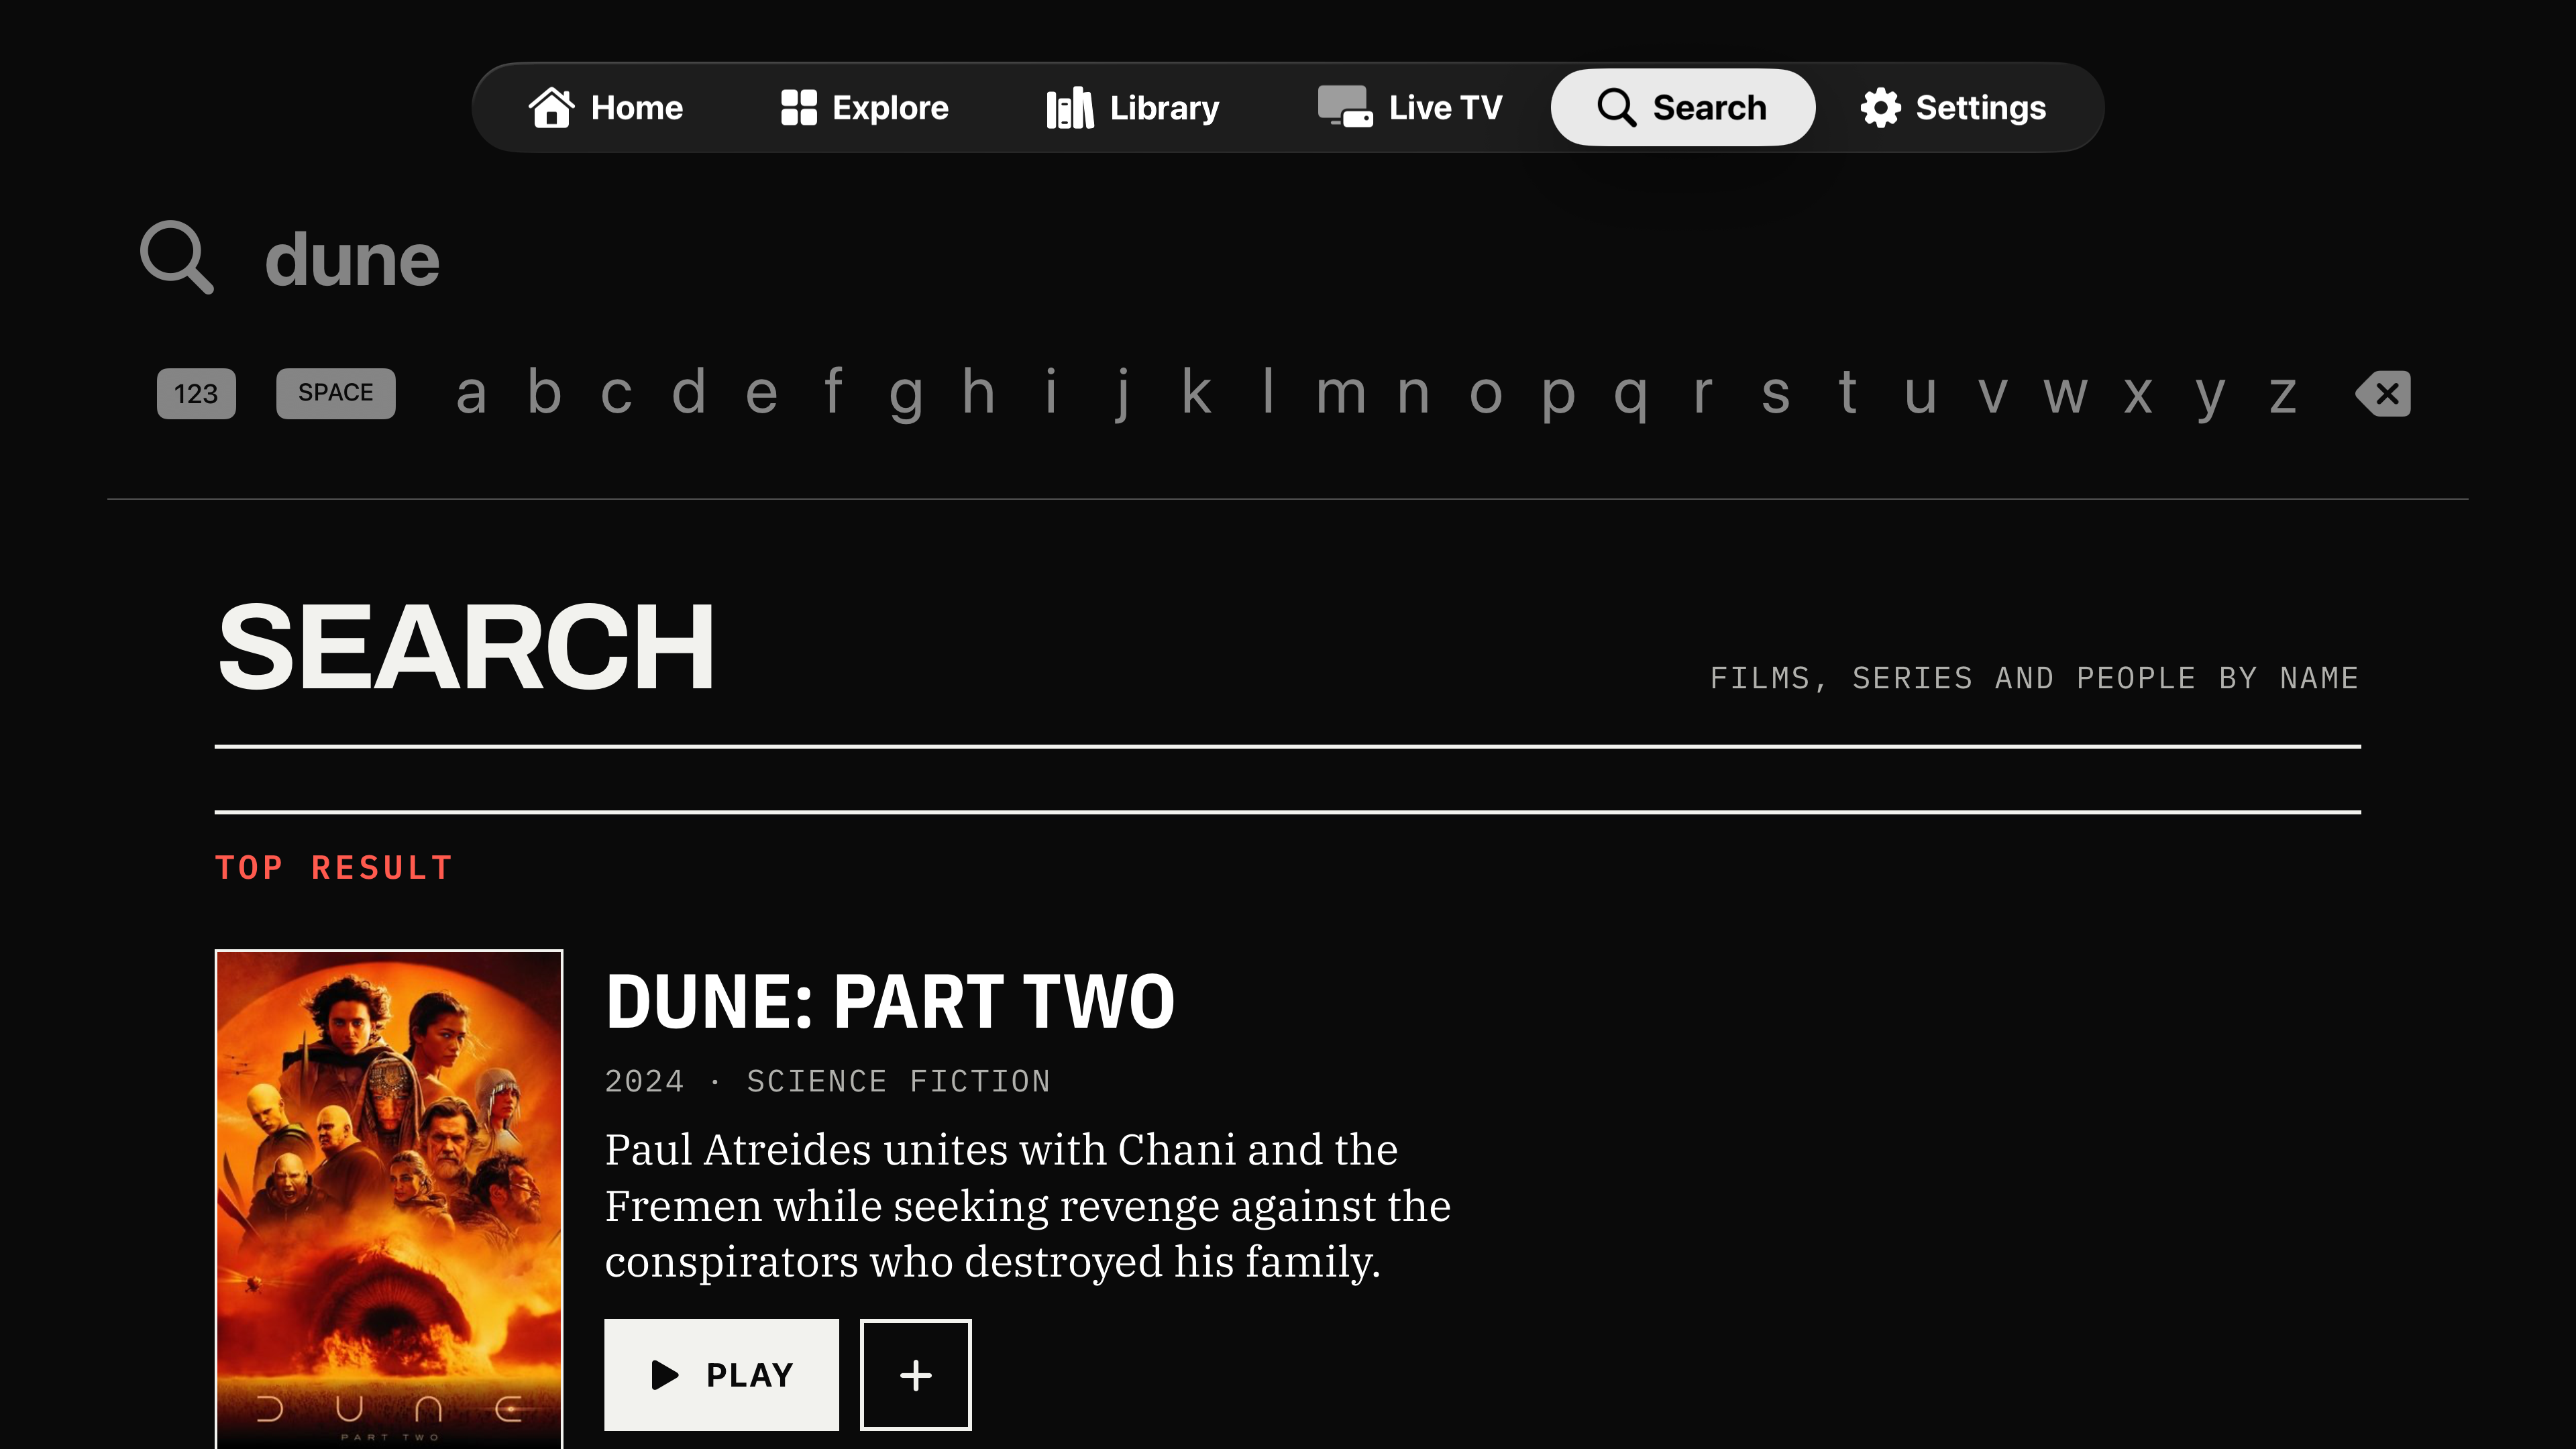 Home Explore Library Live TV Search Settings
dune
123 SPACE a b c d e f g h i j k l m n o p q r s t u v w x y z
SEARCH
FILMS, SERIES AND PEOPLE BY NAME
TOP RESULT
DUNE: PART TWO
2024 · SCIENCE FICTION
Paul Atreides unites with Chani and the
Fremen while seeking revenge against the
conspirators who destroyed his family.
PLAY
DUNE
PART TWO